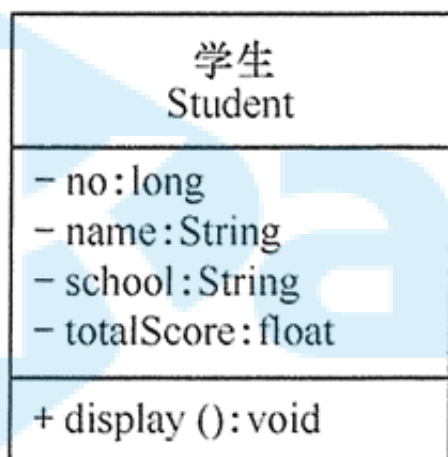 学生
Student
- no:long
- name:String
- school:String
- totalScore:float
+ display ():void